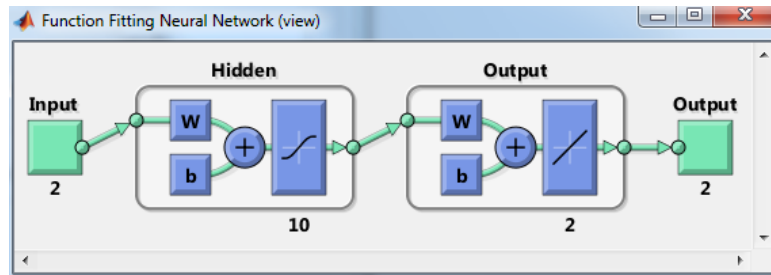 Function Fitting Neural Network (view)
Hidden Output
Input Output
W W
b b
2 10 2 2